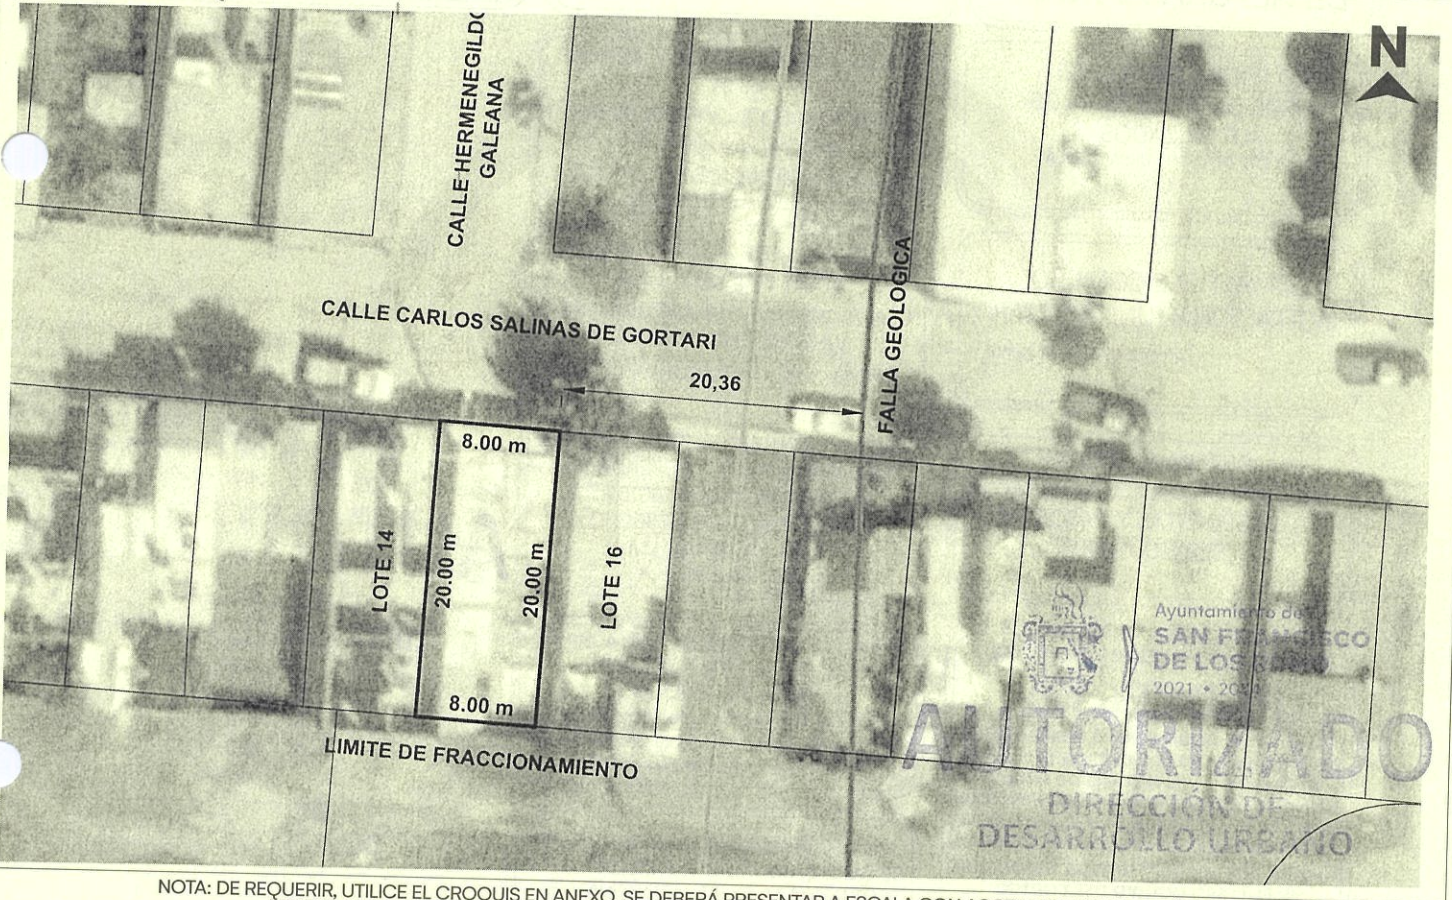 N
CALLE HERMENEGILDO
GALEANA
CALLE CARLOS SALINAS DE GORTARI
FALLA GEOLOGICA
20,36
8.00 m
LOTE 14
20.00 m
20.00 m
LOTE 16
8.00 m
LIMITE DE FRACCIONAMIENTO
Ayuntamiento de
SAN FRANCISCO
DE LOS ROMO
2021 •
AUTORIZADO
DIRECCIÓN DE
DESARROLLO URBANO
NOTA: DE REQUERIR, UTILICE EL CROQUIS EN ANEXO, SE DEBERÁ PRESENTAR A ESCALA CON